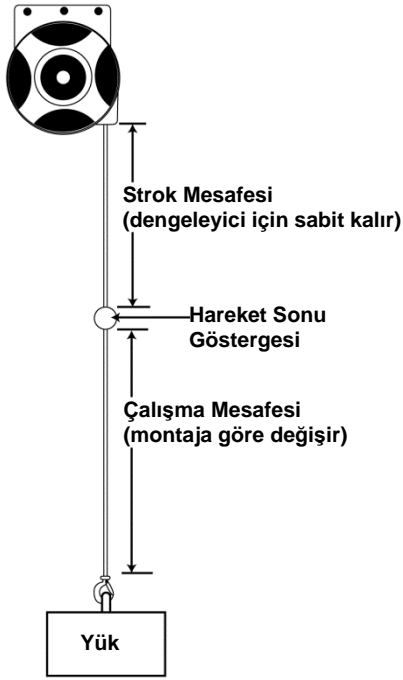 Strok Mesafesi
(dengeleyici için sabit kalır)
Hareket Sonu
Göstergesi
Çalışma Mesafesi
(montaja göre değişir)
Yük